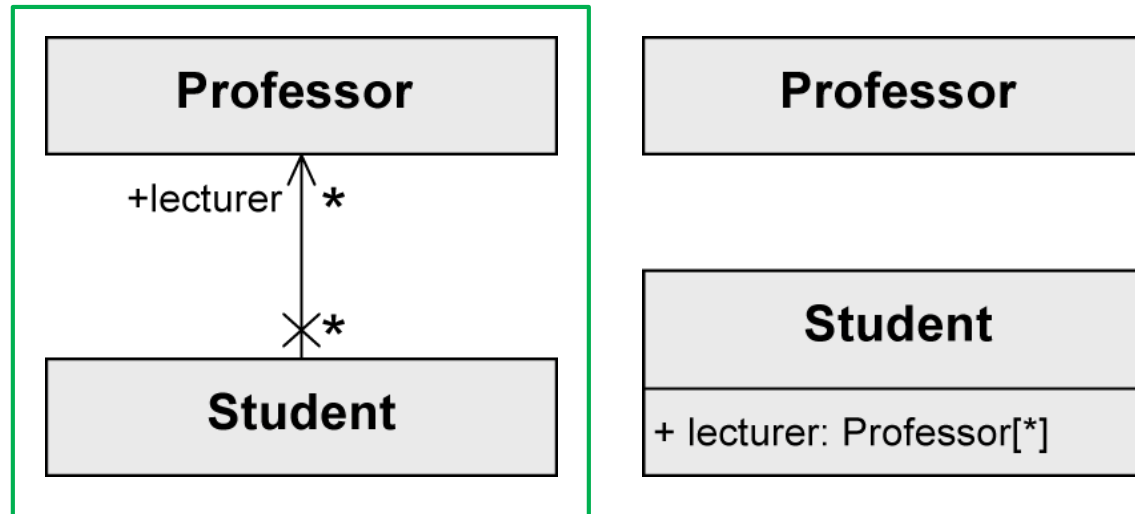 Professor
+lecturer *
*
Student
Professor
Student
+ lecturer: Professor[*]